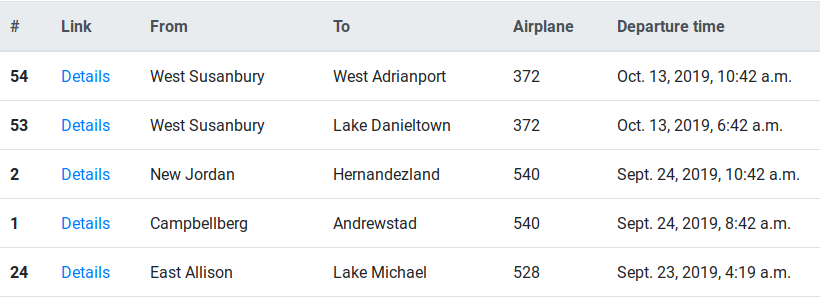 # Link From To Airplane Departure time
54 Details West Susanbury West Adrianport 372 Oct. 13, 2019, 10:42 a.m.
53 Details West Susanbury Lake Danieltown 372 Oct. 13, 2019, 6:42 a.m.
2 Details New Jordan Hernandezland 540 Sept. 24, 2019, 10:42 a.m.
1 Details Campbellberg Andrewstad 540 Sept. 24, 2019, 8:42 a.m.
24 Details East Allison Lake Michael 528 Sept. 23, 2019, 4:19 a.m.